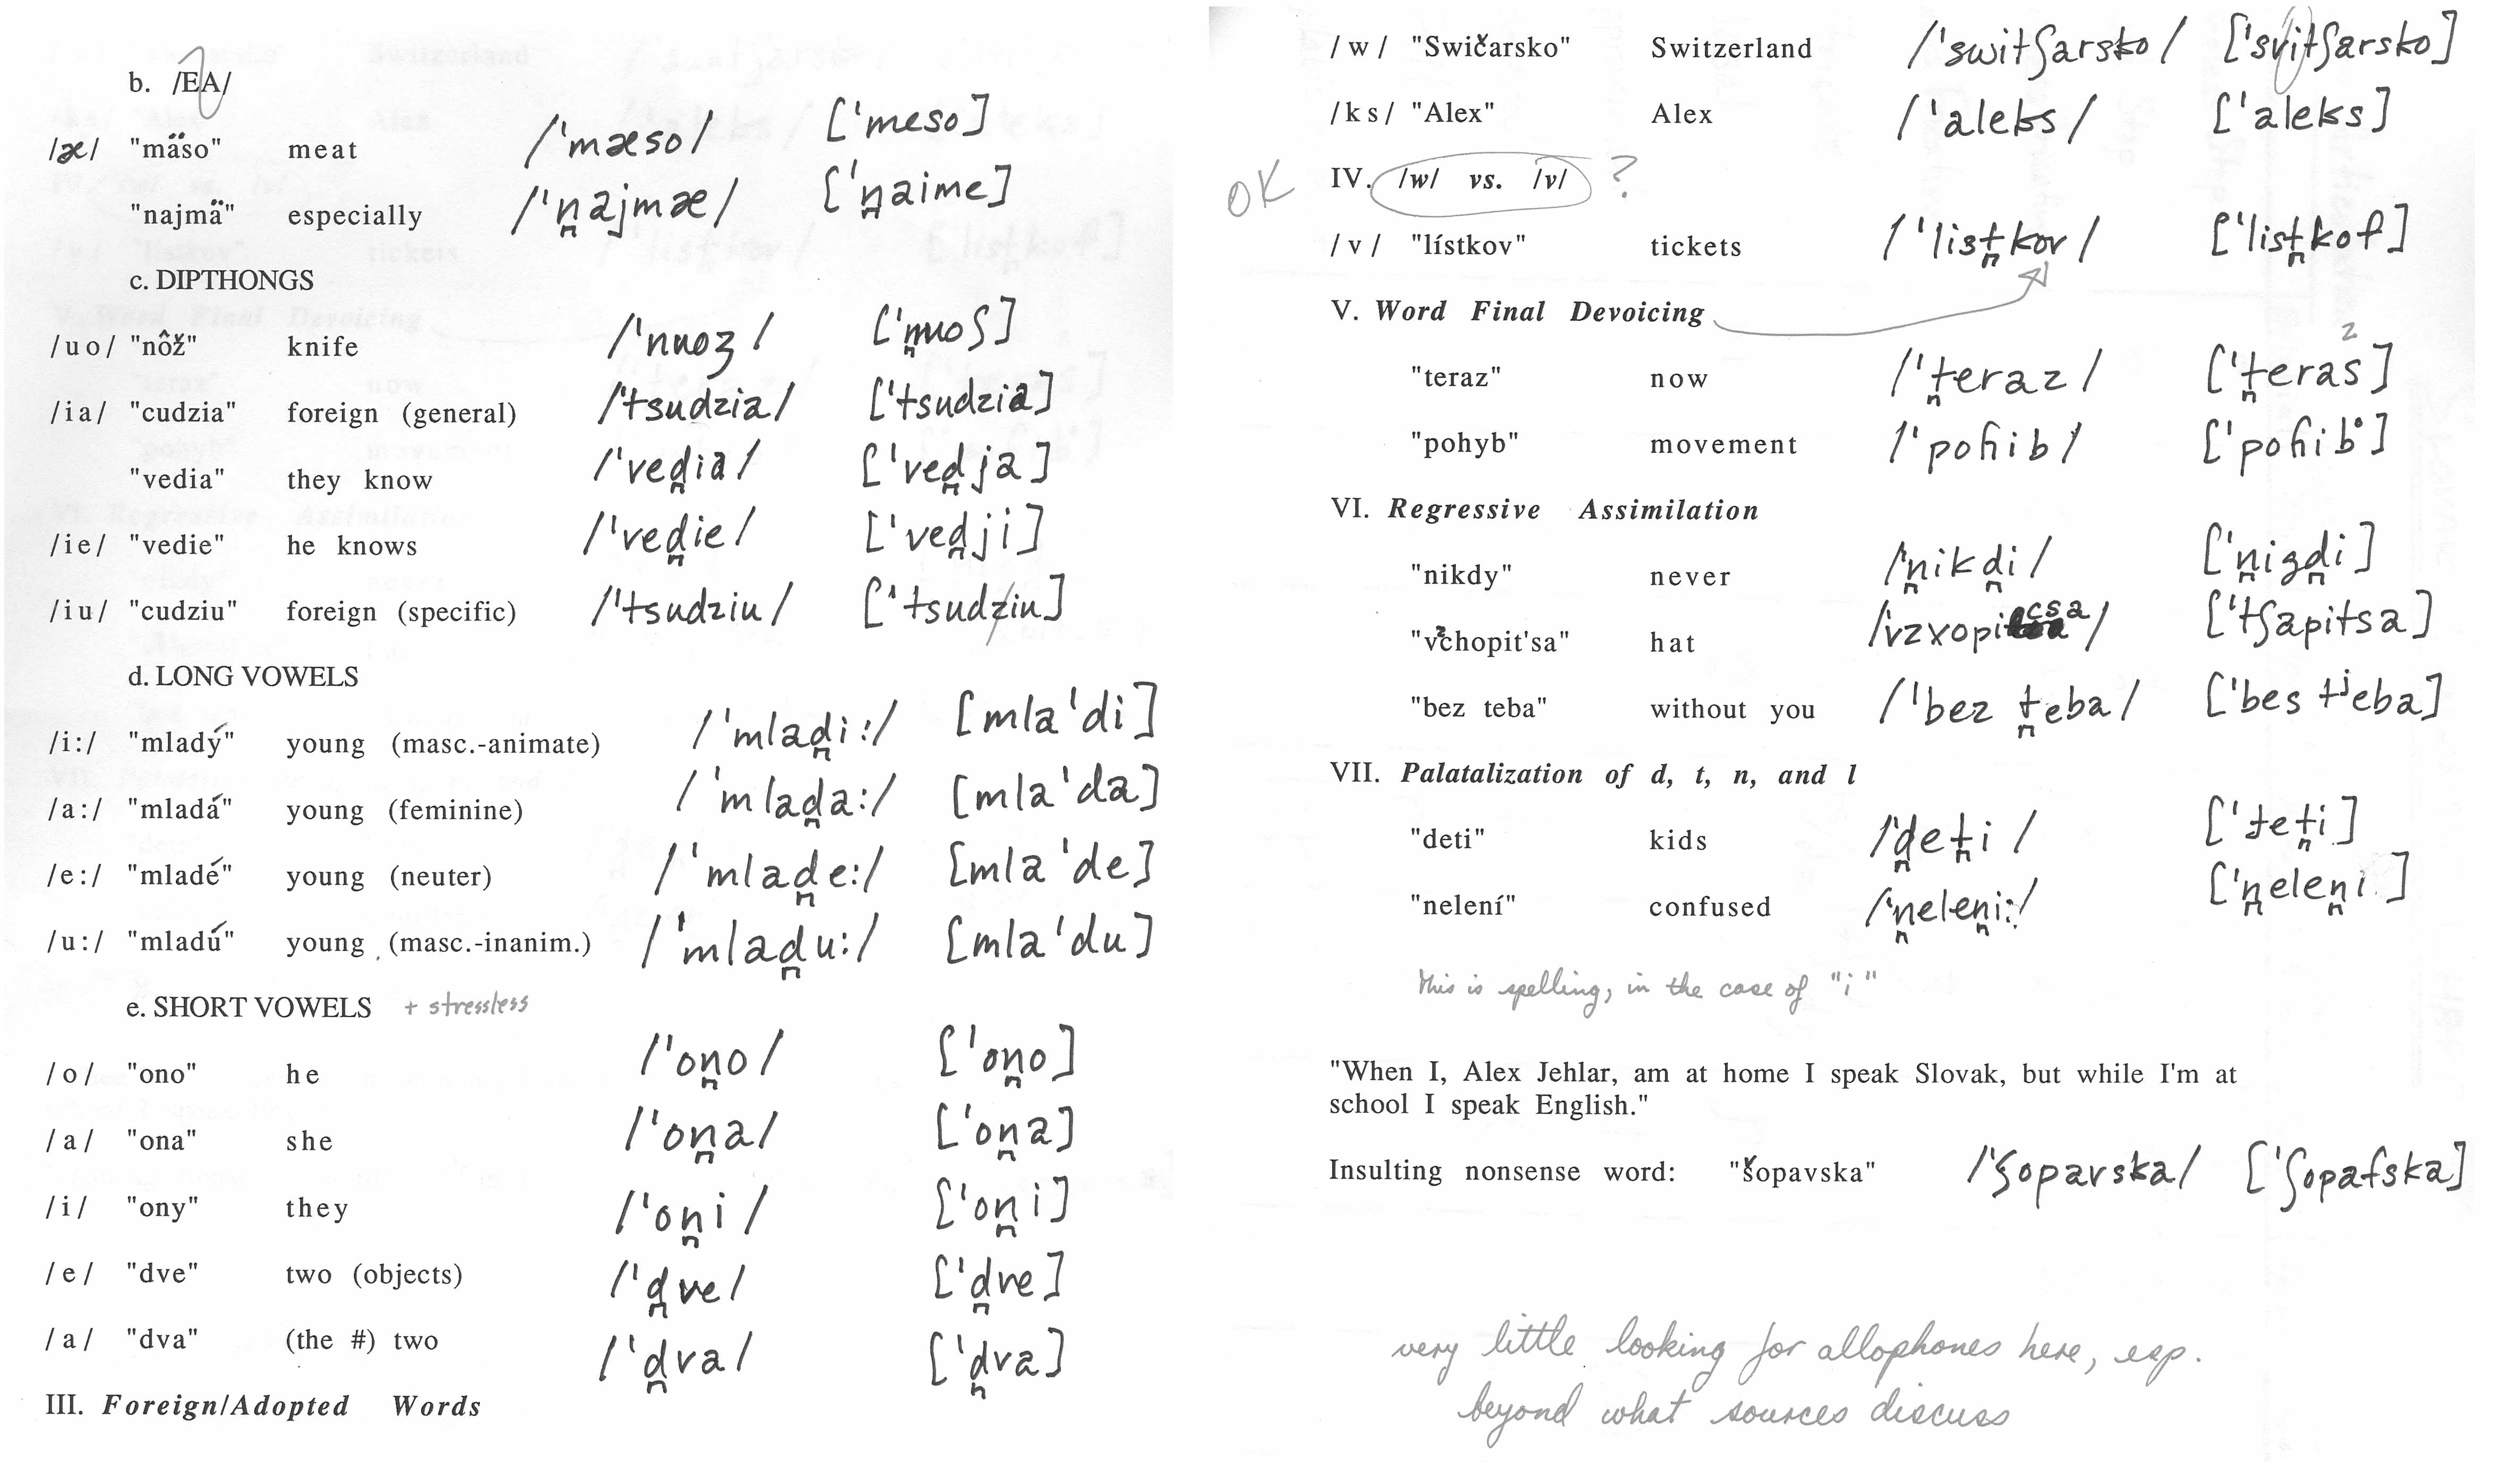 b. /EA/
/æ/ "mäso" meat /ˈmæso/ [ˈmeso]
"najmä" especially /ˈn̪ajmæ/ [ˈn̪aime]
c. DIPTHONGS
/uo/ "nôž" knife /ˈnuoʒ/ [ˈn̪uoʃ]
/ia/ "cudzia" foreign (general) /ˈtsudzia/ [ˈtsudzia]
"vedia" they know /ˈved̪ia/ [ˈved̪ja]
/ie/ "vedie" he knows /ˈved̪ie/ [ˈved̪ji]
/iu/ "cudziu" foreign (specific) /ˈtsudziu/ [ˈtsudziu]
d. LONG VOWELS
/i:/ "mladý" young (masc.-animate) /ˈmlad̪i:/ [mlaˈdi]
/a:/ "mladá" young (feminine) /ˈmlad̪a:/ [mlaˈda]
/e:/ "mladé" young (neuter) /ˈmlad̪e:/ [mlaˈde]
/u:/ "mladú" young (masc.-inanim.) /ˈmlad̪u:/ [mlaˈdu]
e. SHORT VOWELS + stressless
/o/ "ono" he /ˈon̪o/ [ˈon̪o]
/a/ "ona" she /ˈon̪a/ [ˈon̪a]
/i/ "ony" they /ˈon̪i/ [ˈon̪i]
/e/ "dve" two (objects) /ˈd̪ve/ [ˈd̪ve]
/a/ "dva" (the #) two /ˈd̪va/ [ˈd̪va]
III. Foreign/Adopted Words
/w/ "Swičarsko" Switzerland /ˈswitʃarsko/ [ˈsvitʃarsko]
/ks/ "Alex" Alex /ˈaleks/ [ˈaleks]
OK IV. /w/ vs. /v/ ?
/v/ "lístkov" tickets /ˈlist̪kov/ [ˈlist̪kof]
V. Word Final Devoicing
z
"teraz" now /ˈt̪eraz/ [ˈt̪eras]
"pohyb" movement /ˈpoɦib/ [ˈpoɦib̊]
VI. Regressive Assimilation
"nikdy" never /ˈn̪ikd̪i/ [ˈn̪igd̪i]
"vzchopit'sa" hat /ˈvzxopicsa/ [ˈtʃapitsa]
"bez teba" without you /ˈbez t̪eba/ [ˈbes tʲeba]
VII. Palatalization of d, t, n, and l
"deti" kids /ˈd̪et̪i/ [ˈtet̪i]
"nelení" confused /ˈn̪elen̪i:/ [ˈn̪elen̪i]
This is spelling, in the case of "i"
"When I, Alex Jehlar, am at home I speak Slovak, but while I'm at
school I speak English."
Insulting nonsense word: "šopavska" /ˈʃopavska/ [ˈʃopafska]
very little looking for allophones here, esp.
beyond what sources discuss